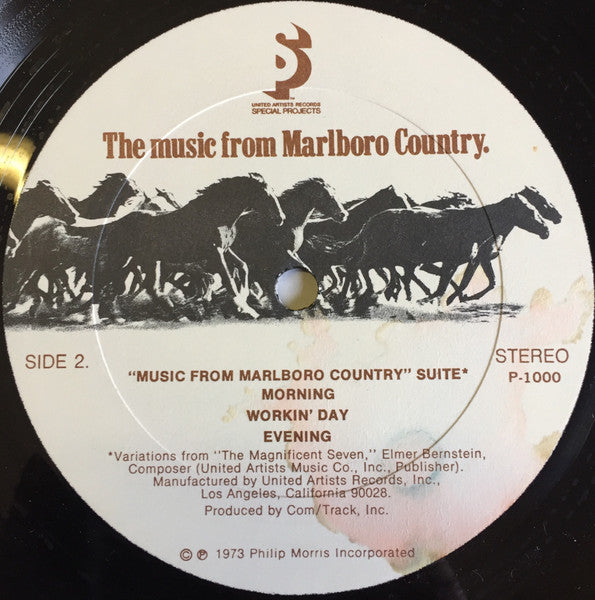 UNITED ARTISTS RECORDS
SPECIAL PROJECTS
The music from Marlboro Country.
SIDE 2.
STEREO
P-1000
“MUSIC FROM MARLBORO COUNTRY” SUITE*
MORNING
WORKIN’ DAY
EVENING
*Variations from “The Magnificent Seven,” Elmer Bernstein,
Composer (United Artists Music Co., Inc., Publisher).
Manufactured by United Artists Records, Inc.,
Los Angeles, California 90028.
Produced by Com/Track, Inc.
© ℗ 1973 Philip Morris Incorporated